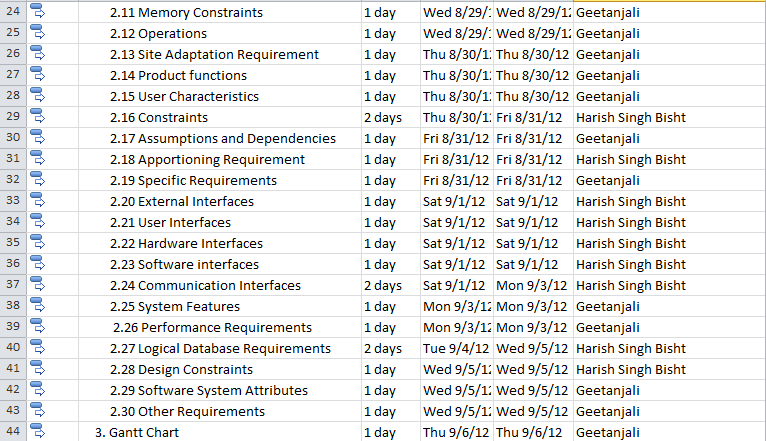 24 2.11 Memory Constraints 1 day Wed 8/29/1 Wed 8/29/12 Geetanjali
25 2.12 Operations 1 day Wed 8/29/1 Wed 8/29/12 Geetanjali
26 2.13 Site Adaptation Requirement 1 day Thu 8/30/12 Thu 8/30/12 Geetanjali
27 2.14 Product functions 1 day Thu 8/30/12 Thu 8/30/12 Geetanjali
28 2.15 User Characteristics 1 day Thu 8/30/12 Thu 8/30/12 Geetanjali
29 2.16 Constraints 2 days Thu 8/30/12 Fri 8/31/12 Harish Singh Bisht
30 2.17 Assumptions and Dependencies 1 day Fri 8/31/12 Fri 8/31/12 Geetanjali
31 2.18 Apportioning Requirement 1 day Fri 8/31/12 Fri 8/31/12 Harish Singh Bisht
32 2.19 Specific Requirements 1 day Fri 8/31/12 Fri 8/31/12 Geetanjali
33 2.20 External Interfaces 1 day Sat 9/1/12 Sat 9/1/12 Harish Singh Bisht
34 2.21 User Interfaces 1 day Sat 9/1/12 Sat 9/1/12 Harish Singh Bisht
35 2.22 Hardware Interfaces 1 day Sat 9/1/12 Sat 9/1/12 Harish Singh Bisht
36 2.23 Software interfaces 1 day Sat 9/1/12 Sat 9/1/12 Harish Singh Bisht
37 2.24 Communication Interfaces 2 days Sat 9/1/12 Mon 9/3/12 Harish Singh Bisht
38 2.25 System Features 1 day Mon 9/3/12 Mon 9/3/12 Geetanjali
39 2.26 Performance Requirements 1 day Mon 9/3/12 Mon 9/3/12 Geetanjali
40 2.27 Logical Database Requirements 2 days Tue 9/4/12 Wed 9/5/12 Harish Singh Bisht
41 2.28 Design Constraints 1 day Wed 9/5/12 Wed 9/5/12 Harish Singh Bisht
42 2.29 Software System Attributes 1 day Wed 9/5/12 Wed 9/5/12 Geetanjali
43 2.30 Other Requirements 1 day Wed 9/5/12 Wed 9/5/12 Geetanjali
44 3. Gantt Chart 1 day Thu 9/6/12 Thu 9/6/12 Geetanjali